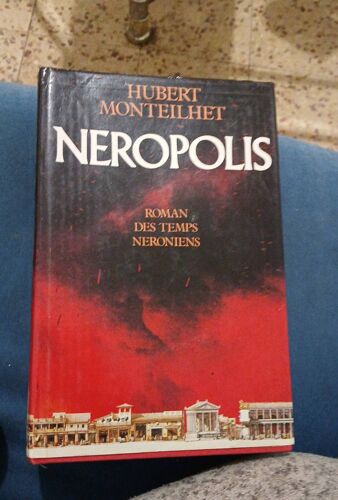 HUBERT
MONTEILHET
NEROPOLIS
ROMAN
DES TEMPS
NERONIENS